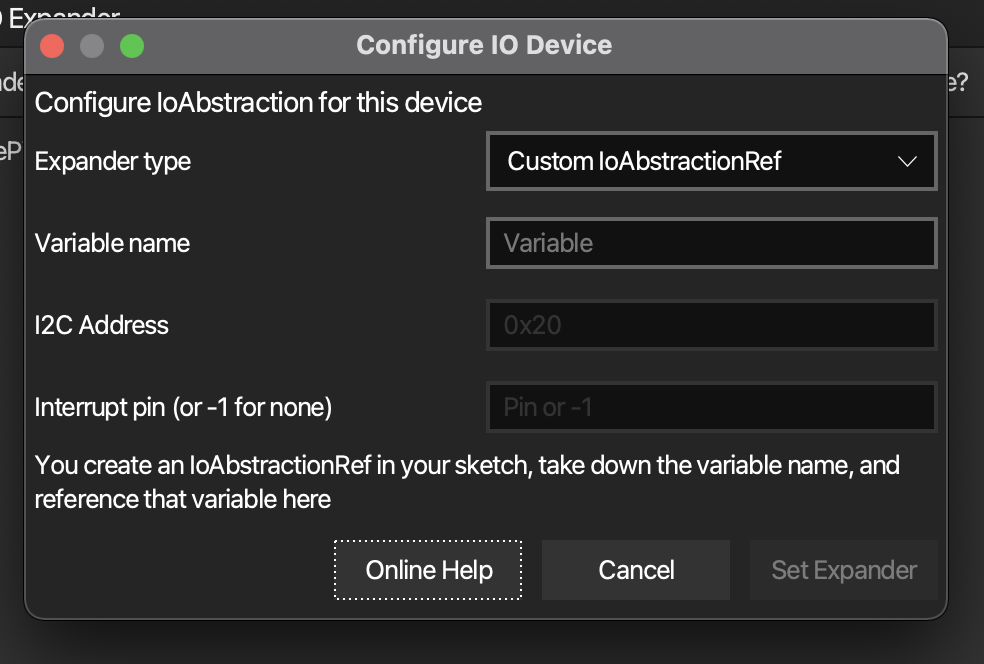 Expander
Configure IO Device
e?
Configure IoAbstraction for this device
Expander type
Custom IoAbstractionRef
Variable name
Variable
I2C Address
0x20
Interrupt pin (or -1 for none)
Pin or -1
You create an IoAbstractionRef in your sketch, take down the variable name, and
reference that variable here
Online Help
Cancel
Set Expander